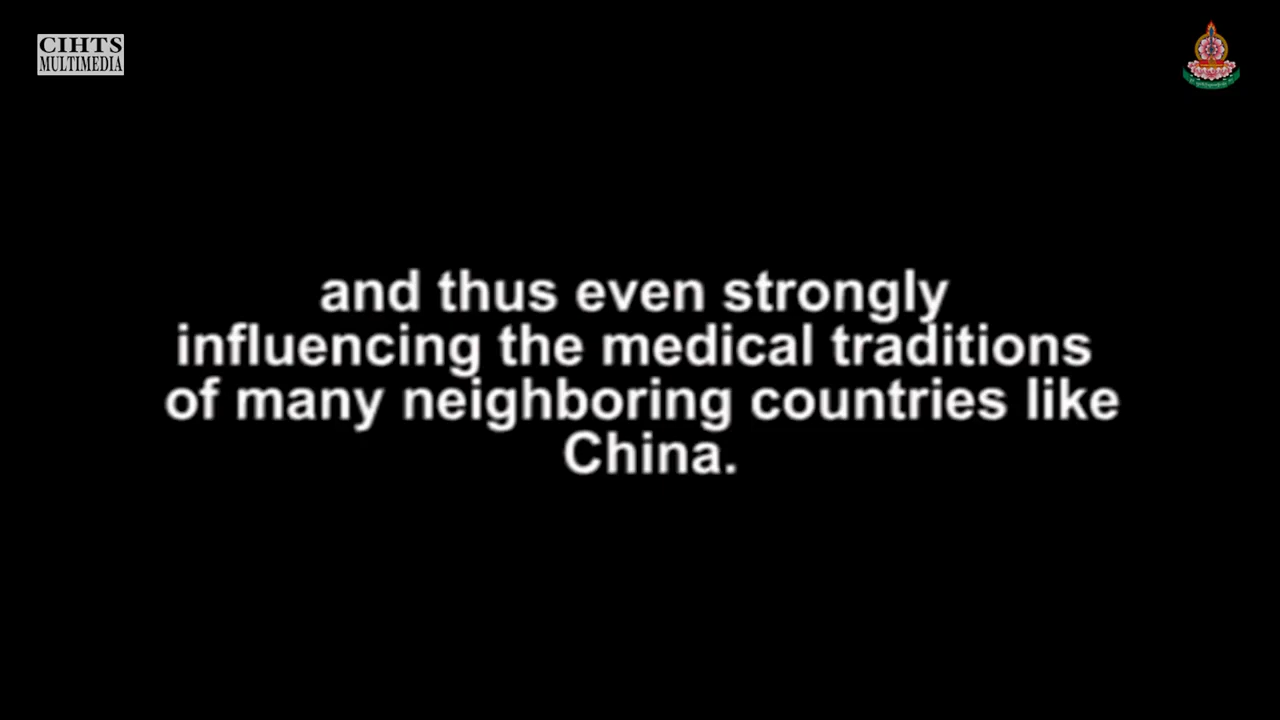 CIHTS
MULTIMEDIA
and thus even strongly
influencing the medical traditions
of many neighboring countries like
China.